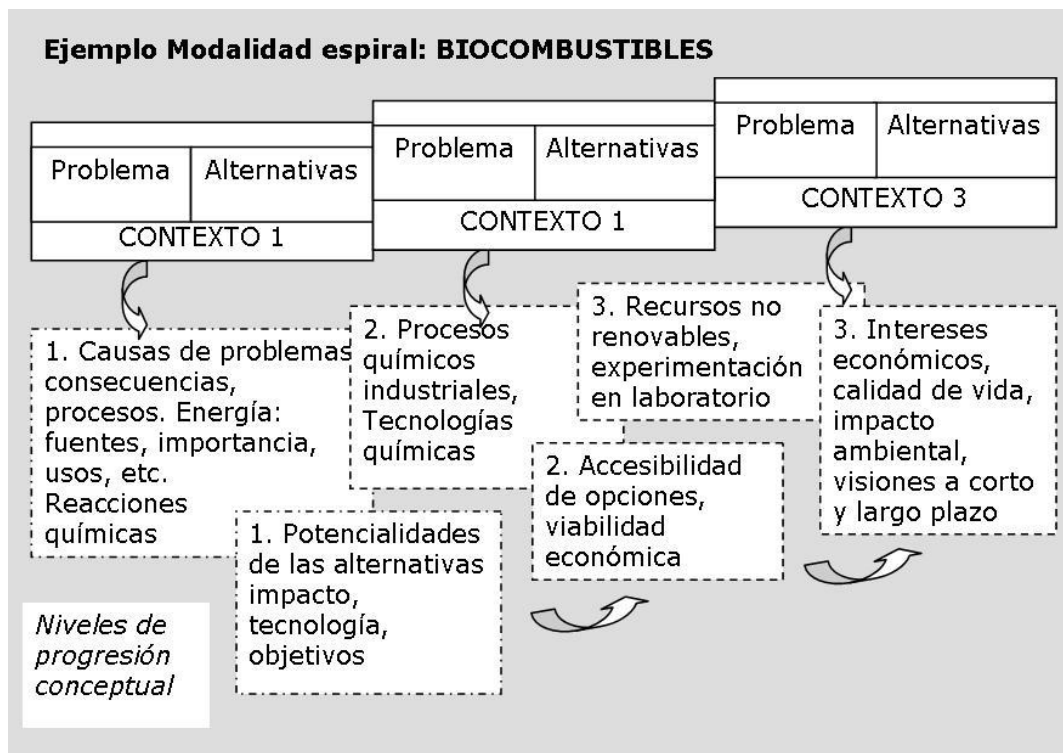 Ejemplo Modalidad espiral: BIOCOMBUSTIBLES
Problema
Alternativas
CONTEXTO 1
Problema
Alternativas
CONTEXTO 1
Problema
Alternativas
CONTEXTO 3
1. Causas de problemas
consecuencias,
procesos. Energía:
fuentes, importancia,
usos, etc.
Reacciones
químicas
1. Potencialidades
de las alternativas
impacto,
tecnología,
objetivos
2. Procesos
químicos
industriales,
Tecnologías
químicas
2. Accesibilidad
de opciones,
viabilidad
económica
3. Recursos no
renovables,
experimentación
en laboratorio
3. Intereses
económicos,
calidad de vida,
impacto
ambiental,
visiones a corto
y largo plazo
Niveles de
progresión
conceptual